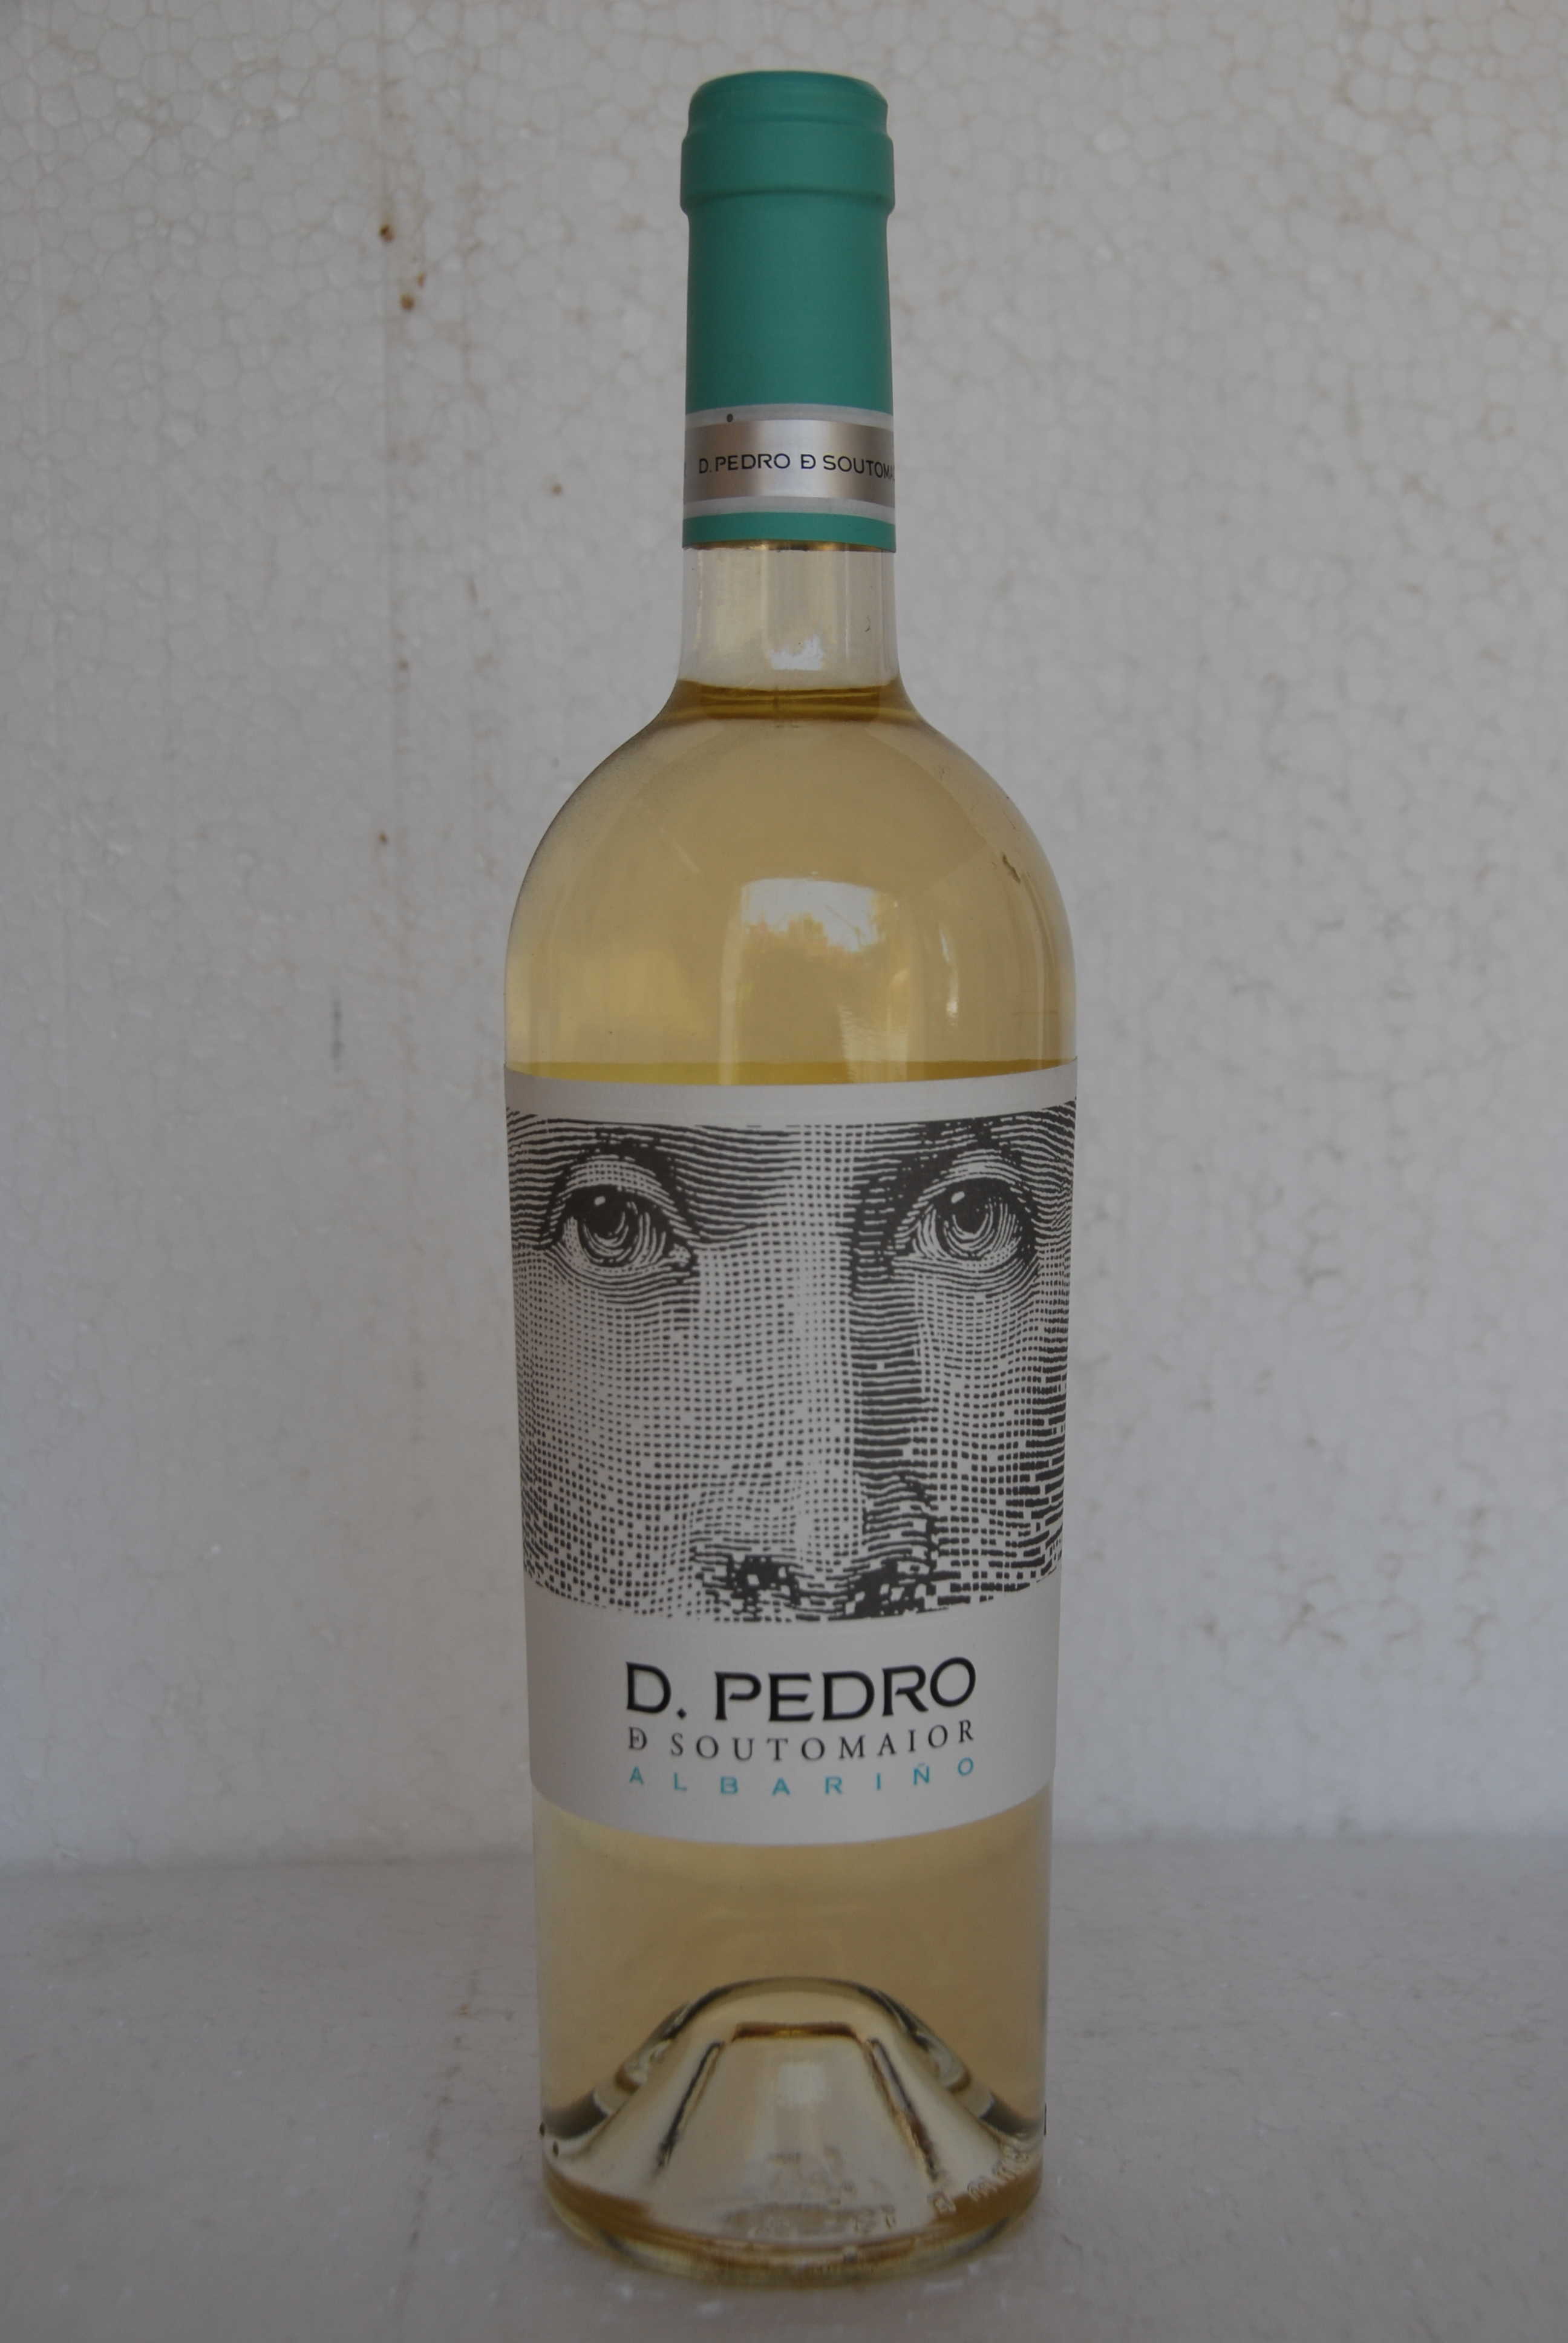 D. PEDRO Ð SOUTOMA
D. PEDRO
Ð SOUTOMAIOR
ALBARIÑO